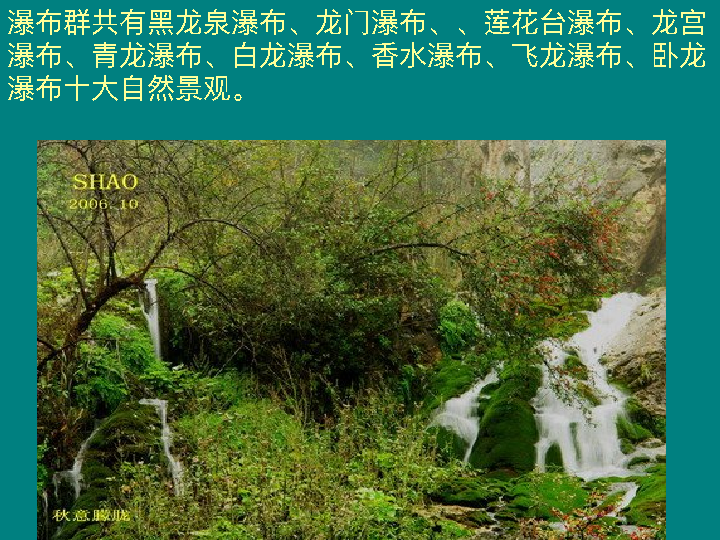 瀑布群共有黑龙泉瀑布、龙门瀑布、、莲花台瀑布、龙宫
瀑布、青龙瀑布、白龙瀑布、香水瀑布、飞龙瀑布、卧龙
瀑布十大自然景观。
SHAO
2006.10
秋意朦胧